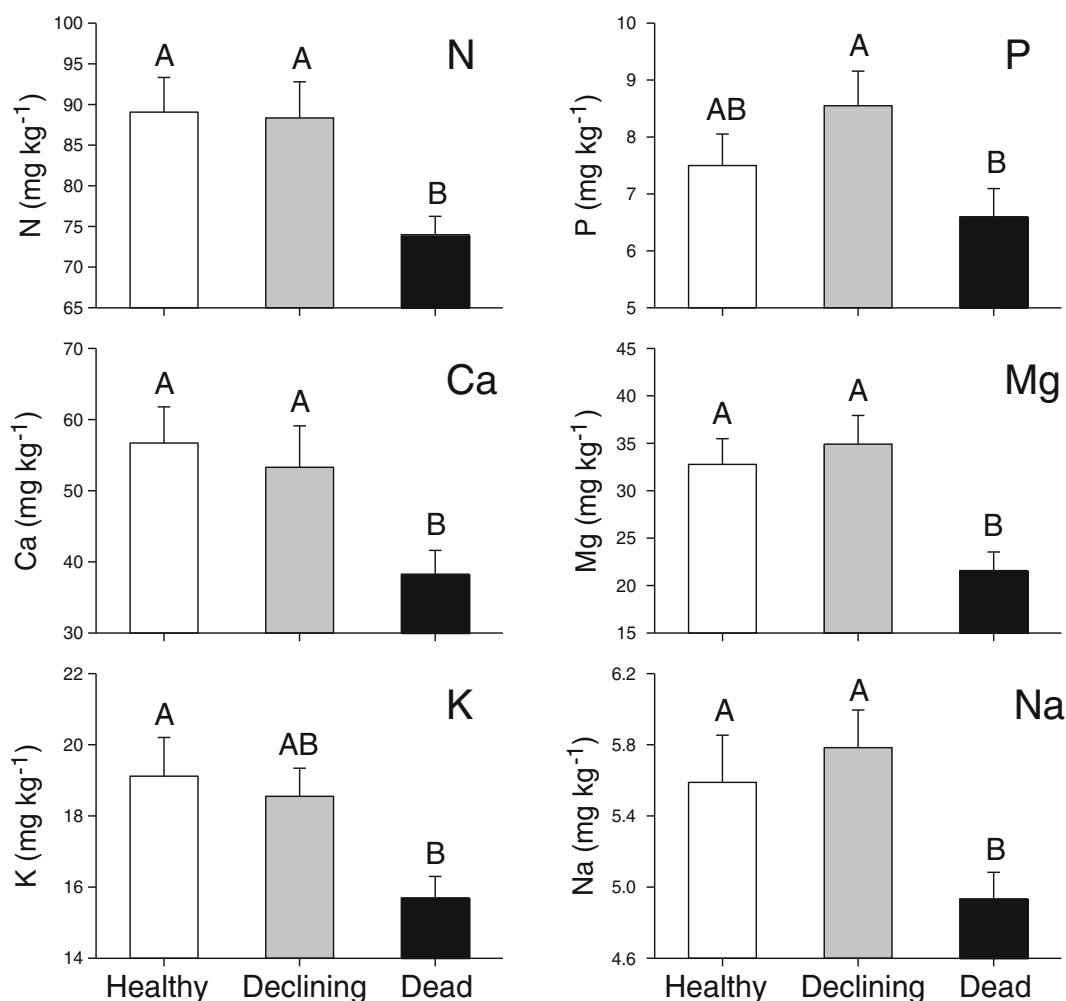 N
N (mg kg-1)
100
95
90
85
80
75
70
65
A
A
B
P
P (mg kg-1)
10
9
8
7
6
5
AB
A
B
Ca
Ca (mg kg-1)
70
60
50
40
30
A
A
B
Mg
Mg (mg kg-1)
45
40
35
30
25
20
15
A
A
B
K
K (mg kg-1)
22
20
18
16
14
A
AB
B
Healthy Declining Dead
Na
Na (mg kg-1)
6.2
5.8
5.4
5.0
4.6
A
A
B
Healthy Declining Dead